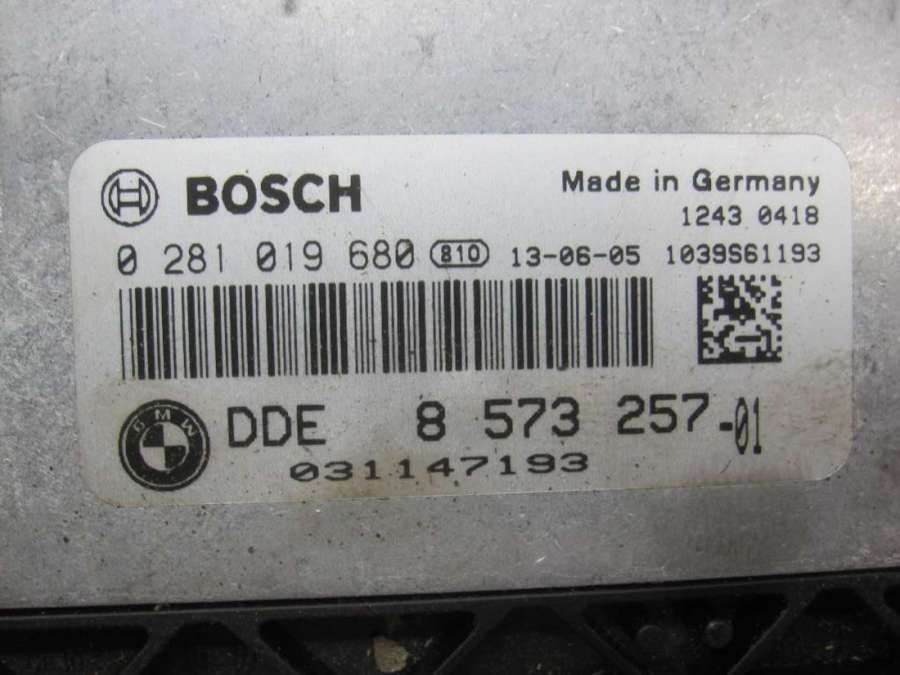 BOSCH
Made in Germany
1243 0418
0 281 019 680 810 13-06-05 1039S61193
BMW DDE 8 573 257-01
031147193